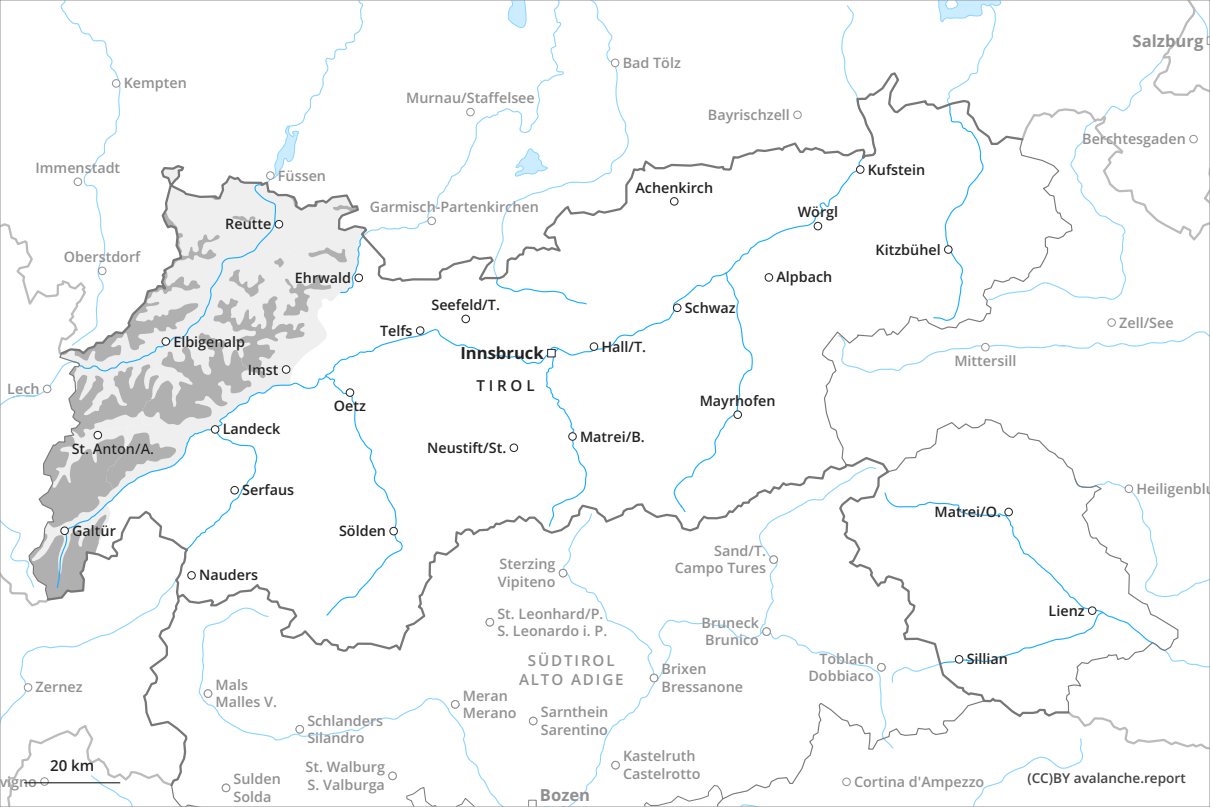 Salzburg
Bad Tölz
Kempten
Murnau/Staffelsee
Bayrischzell
Berchtesgaden
Immenstadt
Füssen
Kufstein
Achenkirch
Garmisch-Partenkirchen
Wörgl
Reutte
Kitzbühel
Oberstdorf
Ehrwald
Alpbach
Seefeld/T.
Schwaz
Zell/See
Telfs
Elbigenalp
Innsbruck
Hall/T.
Mittersill
Imst
TIROL
Lech
Oetz
Mayrhofen
Landeck
Matrei/B.
St. Anton/A.
Neustift/St.
Serfaus
Heiligenblu
Matrei/O.
Galtür
Sölden
Sand/T.
Campo Tures
Sterzing
Vipiteno
Nauders
Lienz
St. Leonhard/P.
S. Leonardo i. P.
Bruneck
Brunico
SÜDTIROL
ALTO ADIGE
Toblach
Dobbiaco
Sillian
Brixen
Bressanone
Zernez
Mals
Malles V.
Meran
Merano
Sarnthein
Sarentino
Schlanders
Silandro
Kastelruth
Castelrotto
20 km
St. Walburg
S. Valburga
vigno
Sulden
Solda
Cortina d'Ampezzo
(CC)BY avalanche.report
Bozen